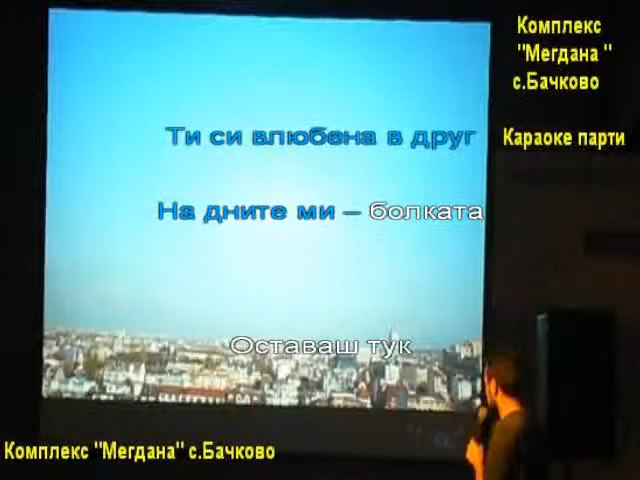 Комплекс
"Мегдана "
с.Бачково
Караоке парти
Ти си влюбена в друг
На дните ми – болката
Оставаш тук
Комплекс "Мегдана" с.Бачково